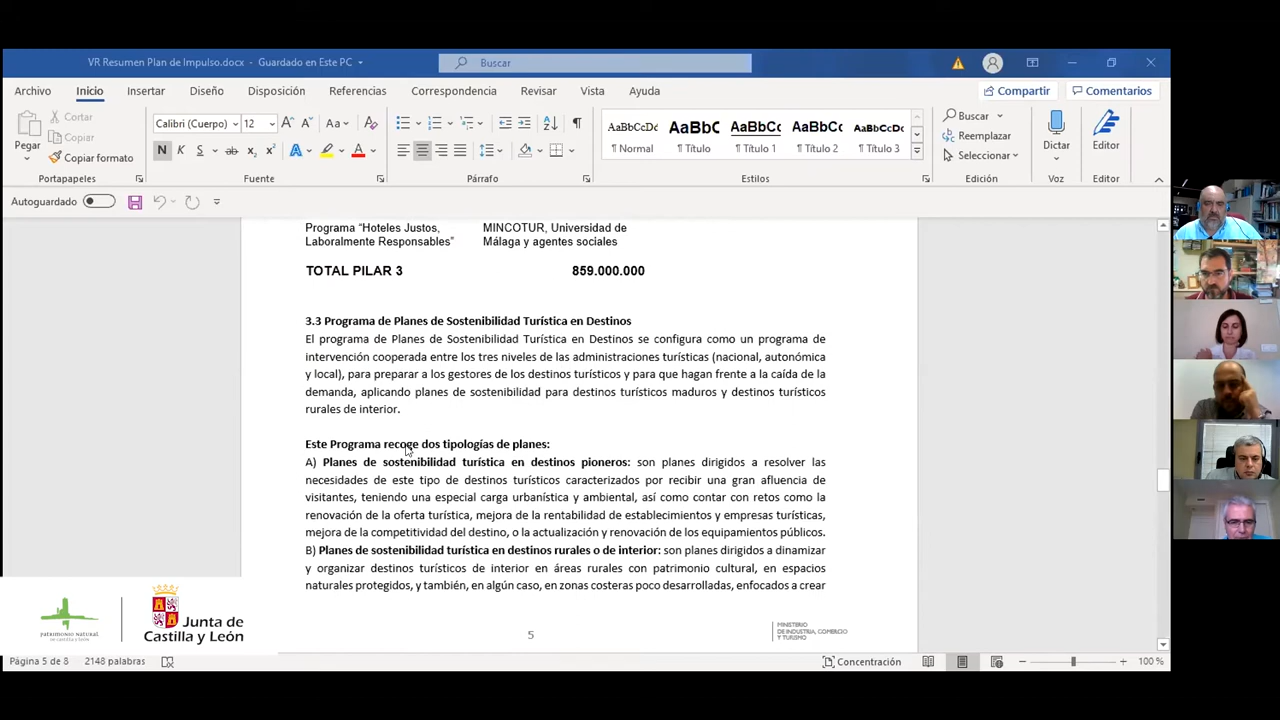 VR Resumen Plan de Impulso.docx - Guardado en Este PC
Buscar
Archivo Inicio Insertar Diseño Disposición Referencias Correspondencia Revisar Vista Ayuda Compartir Comentarios
Pegar
Cortar
Copiar
Copiar formato
Calibri (Cuerpo) 12
N K S ab x₂ x² A A
AaBbCcDd AaBbC AaBbCc AaBbCc AaBbCcDc
¶ Normal ¶ Título ¶ Título 1 ¶ Título 2 ¶ Título 3
Buscar
Reemplazar
Seleccionar
Dictar
Editor
Portapapeles Fuente Párrafo Estilos Edición Voz Editor
Autoguardado
Programa “Hoteles Justos, MINCOTUR, Universidad de
Laboralmente Responsables” Málaga y agentes sociales
TOTAL PILAR 3 859.000.000
3.3 Programa de Planes de Sostenibilidad Turística en Destinos
El programa de Planes de Sostenibilidad Turística en Destinos se configura como un programa de
intervención cooperada entre los tres niveles de las administraciones turísticas (nacional, autonómica
y local), para preparar a los gestores de los destinos turísticos y para que hagan frente a la caída de la
demanda, aplicando planes de sostenibilidad para destinos turísticos maduros y destinos turísticos
rurales de interior.
Este Programa recoge dos tipologías de planes:
A) Planes de sostenibilidad turística en destinos pioneros: son planes dirigidos a resolver las
necesidades de este tipo de destinos turísticos caracterizados por recibir una gran afluencia de
visitantes, teniendo una especial carga urbanística y ambiental, así como contar con retos como la
renovación de la oferta turística, mejora de la rentabilidad de establecimientos y empresas turísticas,
mejora de la competitividad del destino, o la actualización y renovación de los equipamientos públicos.
B) Planes de sostenibilidad turística en destinos rurales o de interior: son planes dirigidos a dinamizar
y organizar destinos turísticos de interior en áreas rurales con patrimonio cultural, en espacios
naturales protegidos, y también, en algún caso, en zonas costeras poco desarrolladas, enfocados a crear
PATRIMONIO NATURAL
de castilla y león
Junta de
Castilla y León
5
MINISTERIO
DE INDUSTRIA, COMERCIO
Y TURISMO
Página 5 de 8 2148 palabras Concentración 100 %